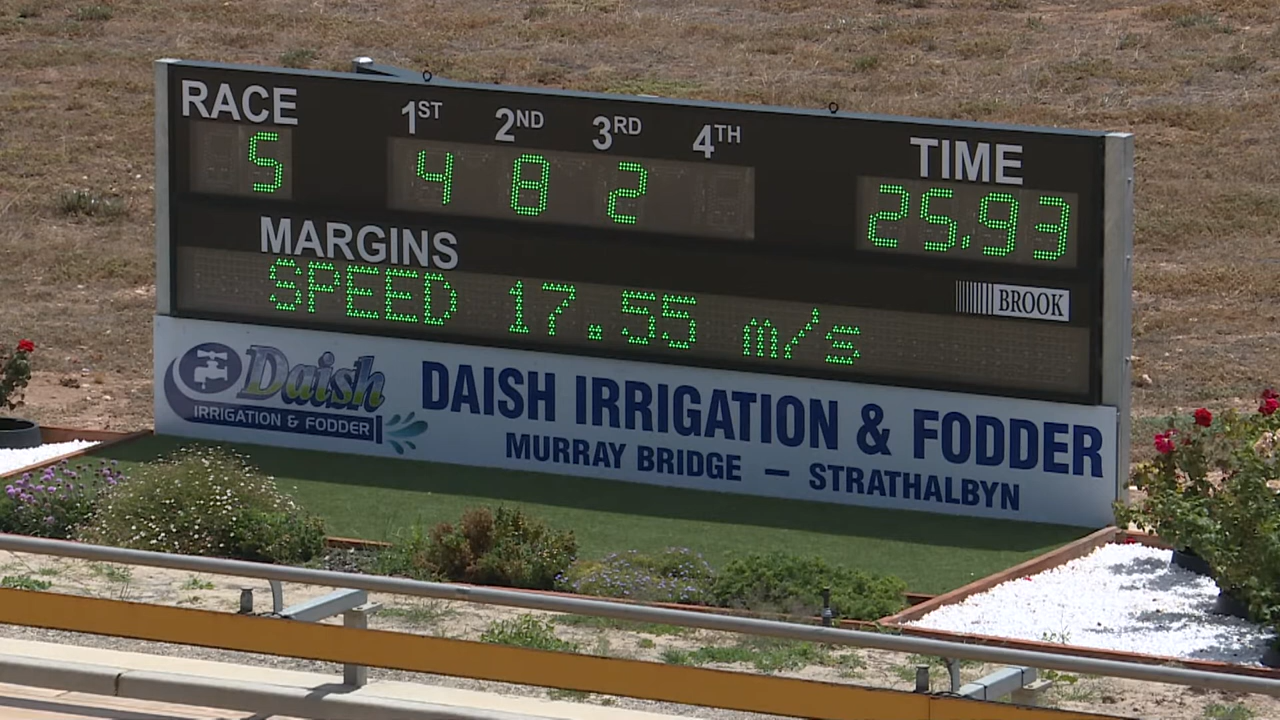 RACE 1ST 2ND 3RD 4TH TIME
5 4 8 2 25.93
MARGINS
SPEED 17.55 m/s
BROOK
Daish
IRRIGATION & FODDER
DAISH IRRIGATION & FODDER
MURRAY BRIDGE – STRATHALBYN